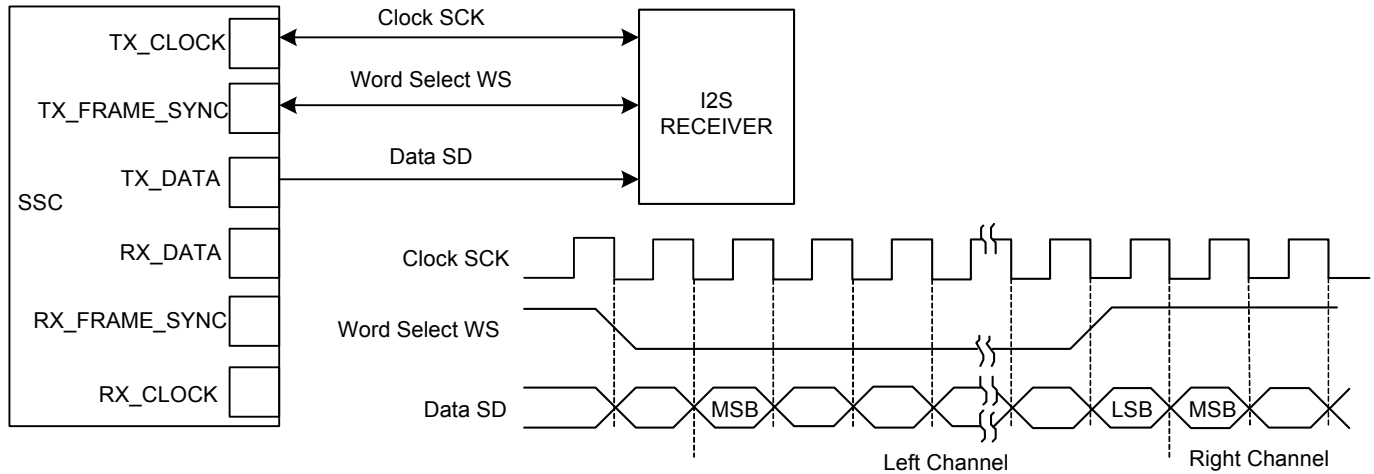 Clock SCK
TX_CLOCK
Word Select WS
TX_FRAME_SYNC
I2S
RECEIVER
Data SD
TX_DATA
SSC
RX_DATA
Clock SCK
RX_FRAME_SYNC
Word Select WS
RX_CLOCK
Data SD
MSB
LSB
MSB
Left Channel
Right Channel